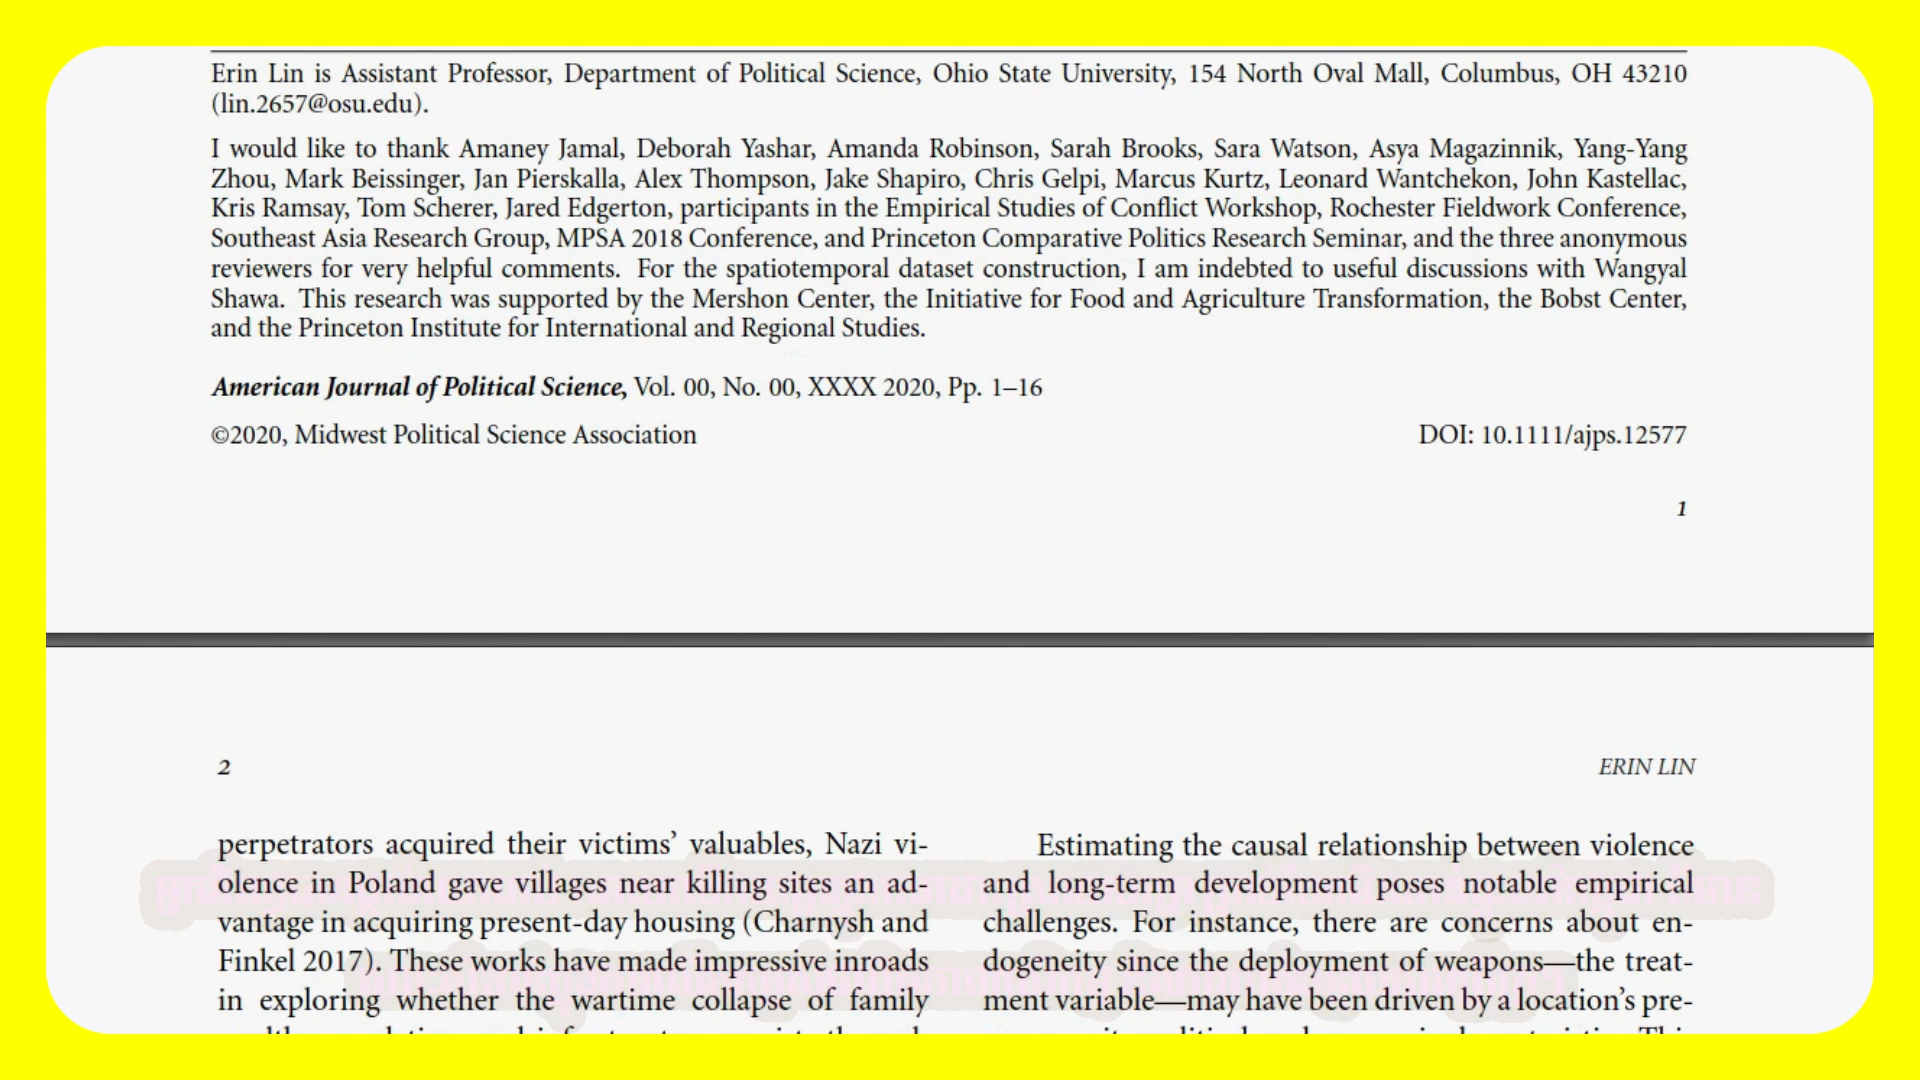 Erin Lin is Assistant Professor, Department of Political Science, Ohio State University, 154 North Oval Mall, Columbus, OH 43210
(lin.2657@osu.edu).
I would like to thank Amaney Jamal, Deborah Yashar, Amanda Robinson, Sarah Brooks, Sara Watson, Asya Magazinnik, Yang-Yang
Zhou, Mark Beissinger, Jan Pierskalla, Alex Thompson, Jake Shapiro, Chris Gelpi, Marcus Kurtz, Leonard Wantchekon, John Kastellac,
Kris Ramsay, Tom Scherer, Jared Edgerton, participants in the Empirical Studies of Conflict Workshop, Rochester Fieldwork Conference,
Southeast Asia Research Group, MPSA 2018 Conference, and Princeton Comparative Politics Research Seminar, and the three anonymous
reviewers for very helpful comments. For the spatiotemporal dataset construction, I am indebted to useful discussions with Wangyal
Shawa. This research was supported by the Mershon Center, the Initiative for Food and Agriculture Transformation, the Bobst Center,
and the Princeton Institute for International and Regional Studies.
American Journal of Political Science, Vol. 00, No. 00, XXXX 2020, Pp. 1–16
©2020, Midwest Political Science Association DOI: 10.1111/ajps.12577
1
2 ERIN LIN
perpetrators acquired their victims’ valuables, Nazi vi-
olence in Poland gave villages near killing sites an ad-
vantage in acquiring present-day housing (Charnysh and
Finkel 2017). These works have made impressive inroads
in exploring whether the wartime collapse of family
Estimating the causal relationship between violence
and long-term development poses notable empirical
challenges. For instance, there are concerns about en-
dogeneity since the deployment of weapons—the treat-
ment variable—may have been driven by a location’s pre-